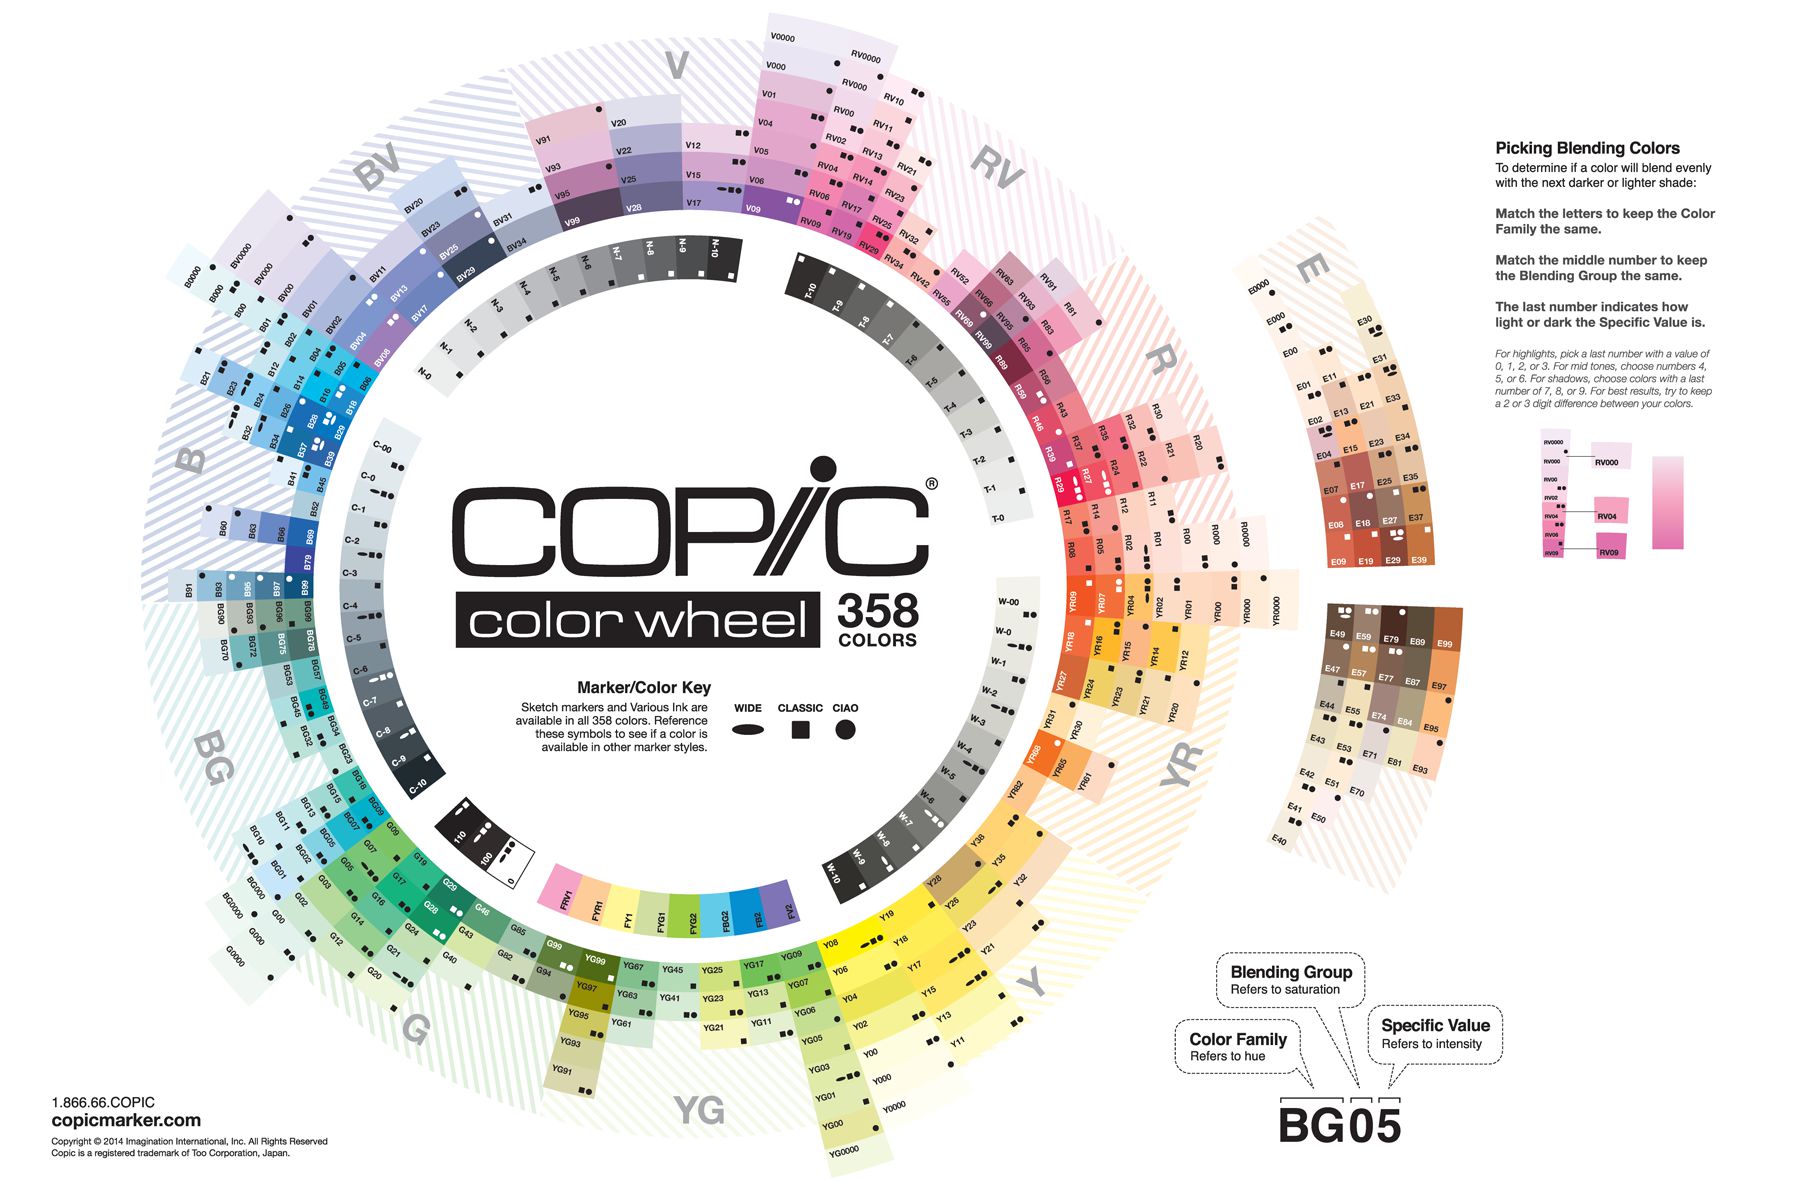 COPIC®
color wheel
358
COLORS
Marker/Color Key
Sketch markers and Various Ink are
available in all 358 colors. Reference
these symbols to see if a color is
available in other marker styles.
WIDE CLASSIC CIAO
Picking Blending Colors
To determine if a color will blend evenly
with the next darker or lighter shade:
Match the letters to keep the Color
Family the same.
Match the middle number to keep
the Blending Group the same.
The last number indicates how
light or dark the Specific Value is.
For highlights, pick a last number with a value of
0, 1, 2, or 3. For mid tones, choose numbers 4,
5, or 6. For shadows, choose colors with a last
number of 7, 8, or 9. For best results, try to keep
a 2 or 3 digit difference between your colors.
RV0000
RV000
RV00
RV02
RV04
RV06
RV09
RV000
RV04
RV09
BV
V
RV
R
YR
Y
YG
G
BG
B
E
V0000
V000
V01
V04
V05
V06
V09
V12
V15
V17
V20
V22
V25
V28
V91
V93
V95
V99
RV0000
RV000
RV00
RV02
RV04
RV06
RV09
RV10
RV11
RV13
RV14
RV17
RV19
RV21
RV23
RV25
RV29
RV32
RV34
RV42
RV52
RV55
RV63
RV66
RV69
RV91
RV93
RV95
RV99
R81
R83
R85
R89
R56
R59
R43
R46
R30
R32
R35
R37
R39
R20
R21
R22
R24
R27
R29
R11
R12
R14
R17
R0000
R000
R00
R01
R02
R05
R08
YR0000
YR000
YR00
YR01
YR02
YR04
YR07
YR09
YR12
YR14
YR15
YR16
YR18
YR20
YR21
YR23
YR24
YR27
YR30
YR31
YR61
YR65
YR68
YR82
Y38
Y35
Y32
Y28
Y26
Y23
Y21
Y19
Y18
Y17
Y15
Y13
Y11
Y08
Y06
Y04
Y02
Y00
Y000
Y0000
YG09
YG07
YG06
YG05
YG03
YG01
YG00
YG0000
YG17
YG13
YG11
YG25
YG23
YG21
YG45
YG41
YG67
YG63
YG61
YG99
YG97
YG95
YG93
YG91
G99
G94
G85
G82
G46
G43
G40
G29
G28
G24
G21
G20
G19
G17
G16
G14
G12
G09
G07
G05
G03
G02
G00
G000
G0000
BG09
BG07
BG05
BG02
BG01
BG000
BG0000
BG18
BG15
BG13
BG11
BG10
BG23
BG34
BG32
BG49
BG45
BG57
BG53
BG78
BG75
BG72
BG70
BG99
BG96
BG93
BG90
B99
B97
B95
B93
B91
B79
B69
B66
B63
B60
B52
B45
B41
B39
B37
B34
B32
B29
B28
B26
B24
B23
B21
B18
B16
B14
B12
B06
B05
B04
B02
B01
B00
B000
B0000
BV0000
BV000
BV00
BV01
BV02
BV04
BV08
BV11
BV13
BV17
BV20
BV23
BV25
BV29
BV31
BV34
N-0
N-1
N-2
N-3
N-4
N-5
N-6
N-7
N-8
N-9
N-10
T-10
T-9
T-8
T-7
T-6
T-5
T-4
T-3
T-2
T-1
T-0
W-00
W-0
W-1
W-2
W-3
W-4
W-5
W-6
W-7
W-8
W-9
W-10
FV2
FB2
FBG2
FYG2
FYG1
FY1
FYR1
FRV1
0
100
110
C-10
C-9
C-8
C-7
C-6
C-5
C-4
C-3
C-2
C-1
C-0
C-00
E0000
E000
E00
E01
E02
E04
E07
E08
E09
E11
E13
E15
E17
E18
E19
E21
E23
E25
E27
E29
E30
E31
E33
E34
E35
E37
E39
E49
E47
E44
E43
E42
E41
E40
E59
E57
E55
E53
E51
E50
E79
E77
E74
E71
E70
E89
E87
E84
E81
E99
E97
E95
E93
Blending Group
Refers to saturation
Color Family
Refers to hue
Specific Value
Refers to intensity
BG05
1.866.66.COPIC
copicmarker.com
Copyright © 2014 Imagination International, Inc. All Rights Reserved
Copic is a registered trademark of Too Corporation, Japan.